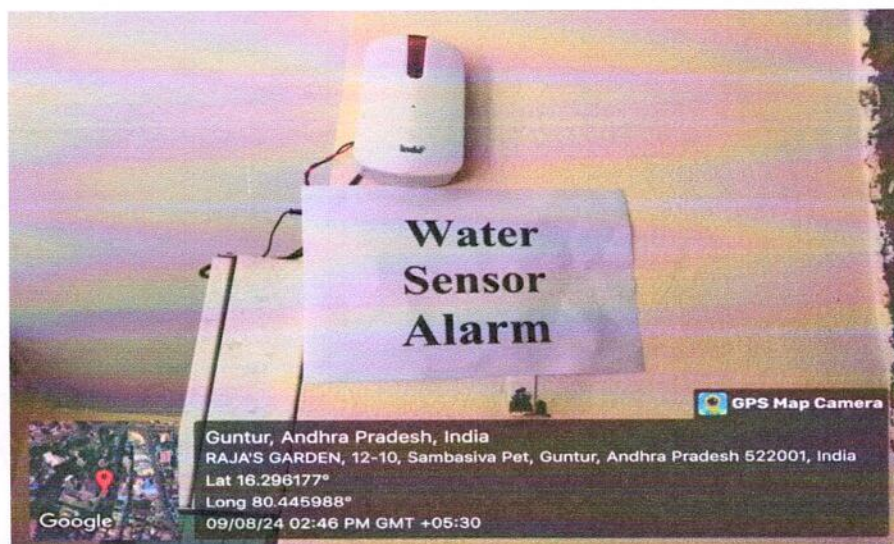 Water
Sensor
Alarm
GPS Map Camera
Guntur, Andhra Pradesh, India
RAJA'S GARDEN, 12-10, Sambasiva Pet, Guntur, Andhra Pradesh 522001, India
Lat 16.296177°
Long 80.445988°
09/08/24 02:46 PM GMT +05:30
Google